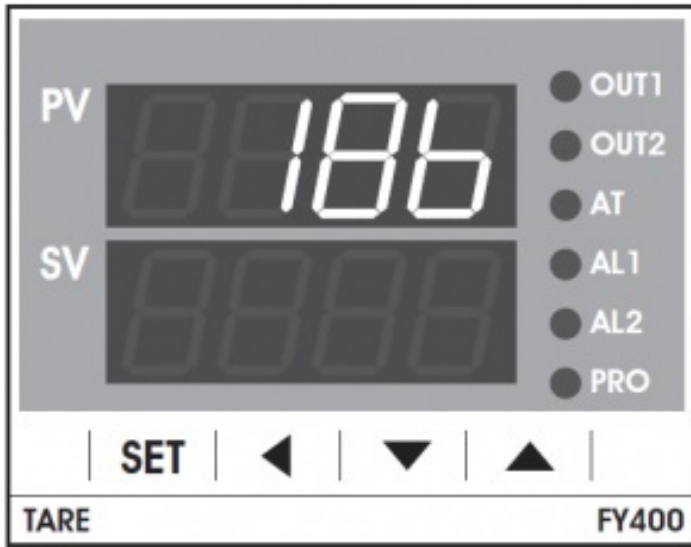 PV 18b OUT1
OUT2
AT
SV AL1
AL2
PRO
SET
TARE FY400